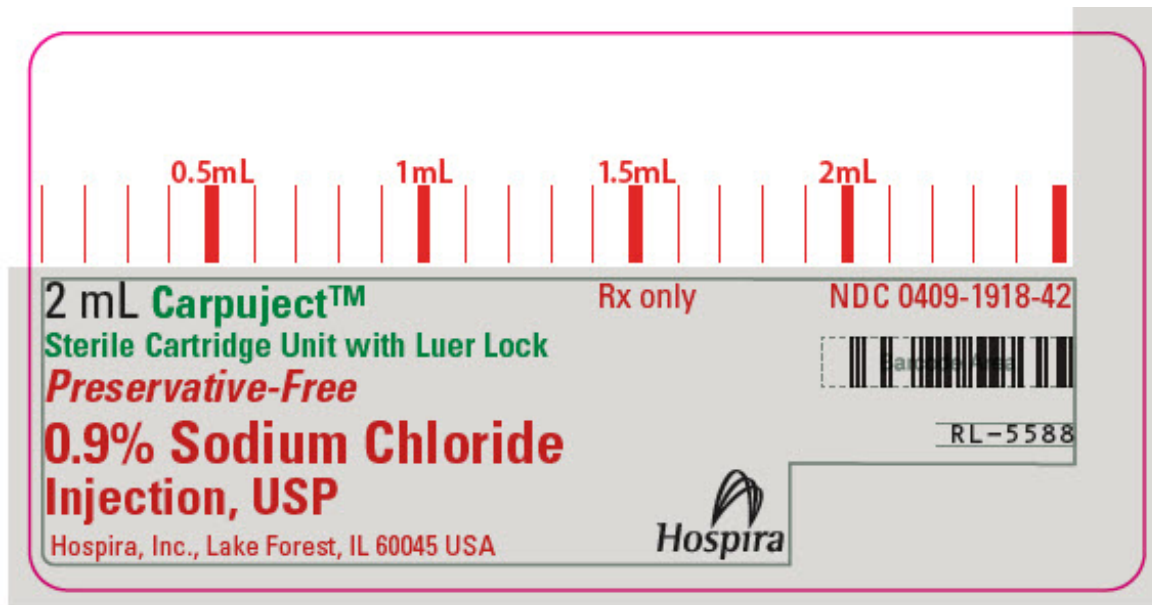 0.5mL 1mL 1.5mL 2mL
2 mL Carpuject™ Rx only NDC 0409-1918-42
Sterile Cartridge Unit with Luer Lock
Barcode Area
Preservative-Free
0.9% Sodium Chloride
RL-5588
Injection, USP
Hospira
Hospira, Inc., Lake Forest, IL 60045 USA